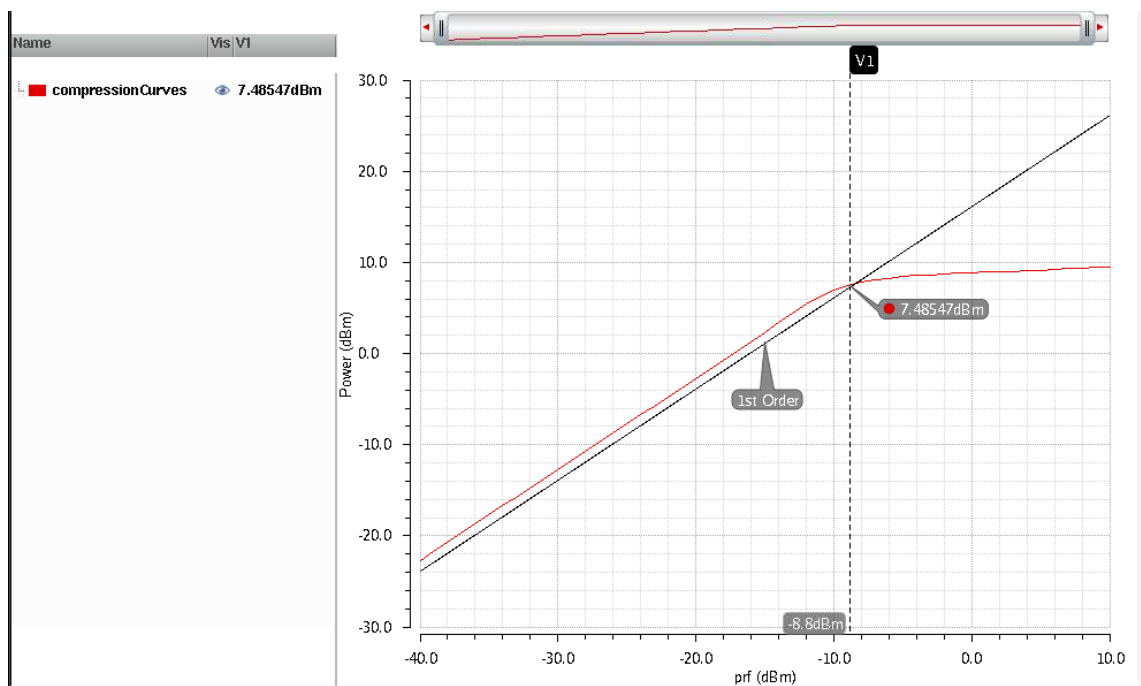 Name Vis V1
compressionCurves 7.48547dBm
V1
30.0
20.0
10.0
0.0
-10.0
-20.0
-30.0
Power (dBm)
7.48547dBm
1st Order
-8.8dBm
-40.0 -30.0 -20.0 -10.0 0.0 10.0
prf (dBm)